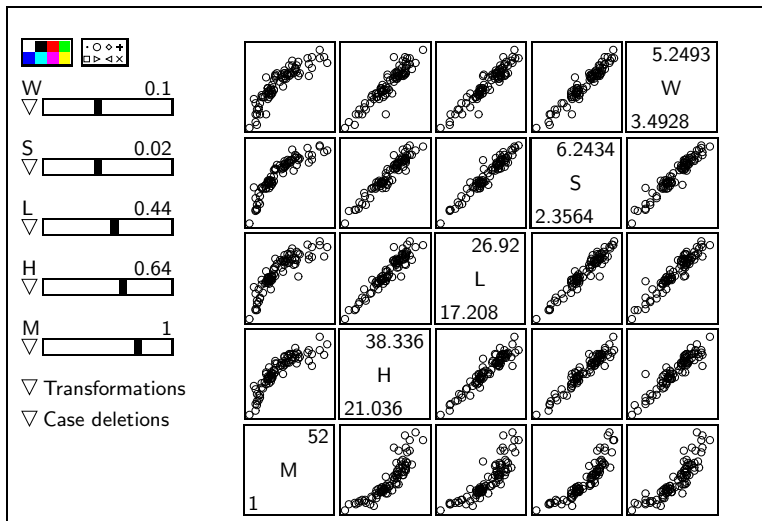 W 0.1
S 0.02
L 0.44
H 0.64
M 1
▽ Transformations
▽ Case deletions
5.2493
W
3.4928
6.2434
S
2.3564
26.92
L
17.208
38.336
H
21.036
52
M
1